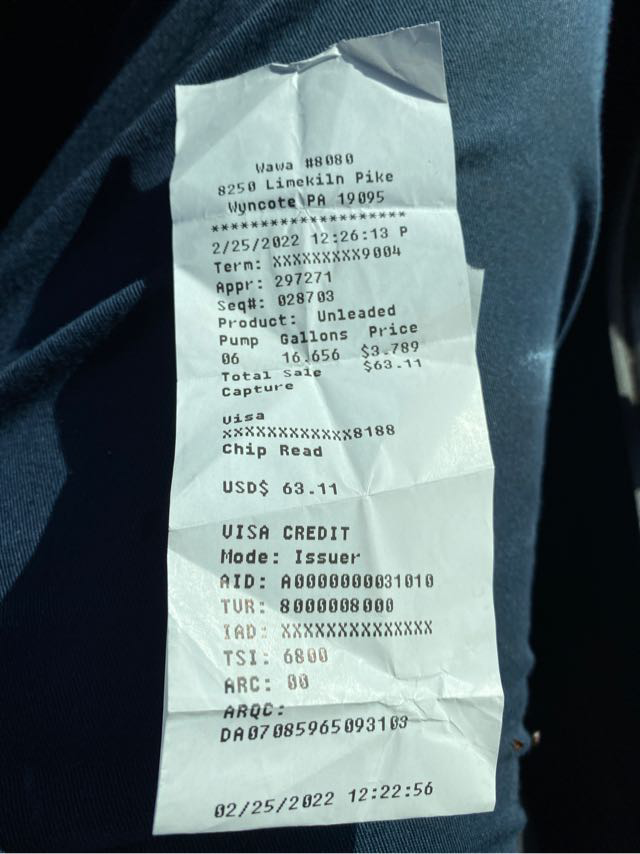 Wawa #8080
8250 Limekiln Pike
Wyncote PA 19095
*******************
2/25/2022 12:26:13 P
Term: XXXXXXXXX9004
Appr: 297271
Seq#: 028703
Product: Unleaded
Pump Gallons Price
06 16.656 $3.789
Total Sale $63.11
Capture
Visa
XXXXXXXXXXXX8188
Chip Read
USD$ 63.11
VISA CREDIT
Mode: Issuer
AID: A0000000031010
TVR: 8000008000
IAD: XXXXXXXXXXXXXX
TSI: 6800
ARC: 00
ARQC:
DA07085965093103
02/25/2022 12:22:56